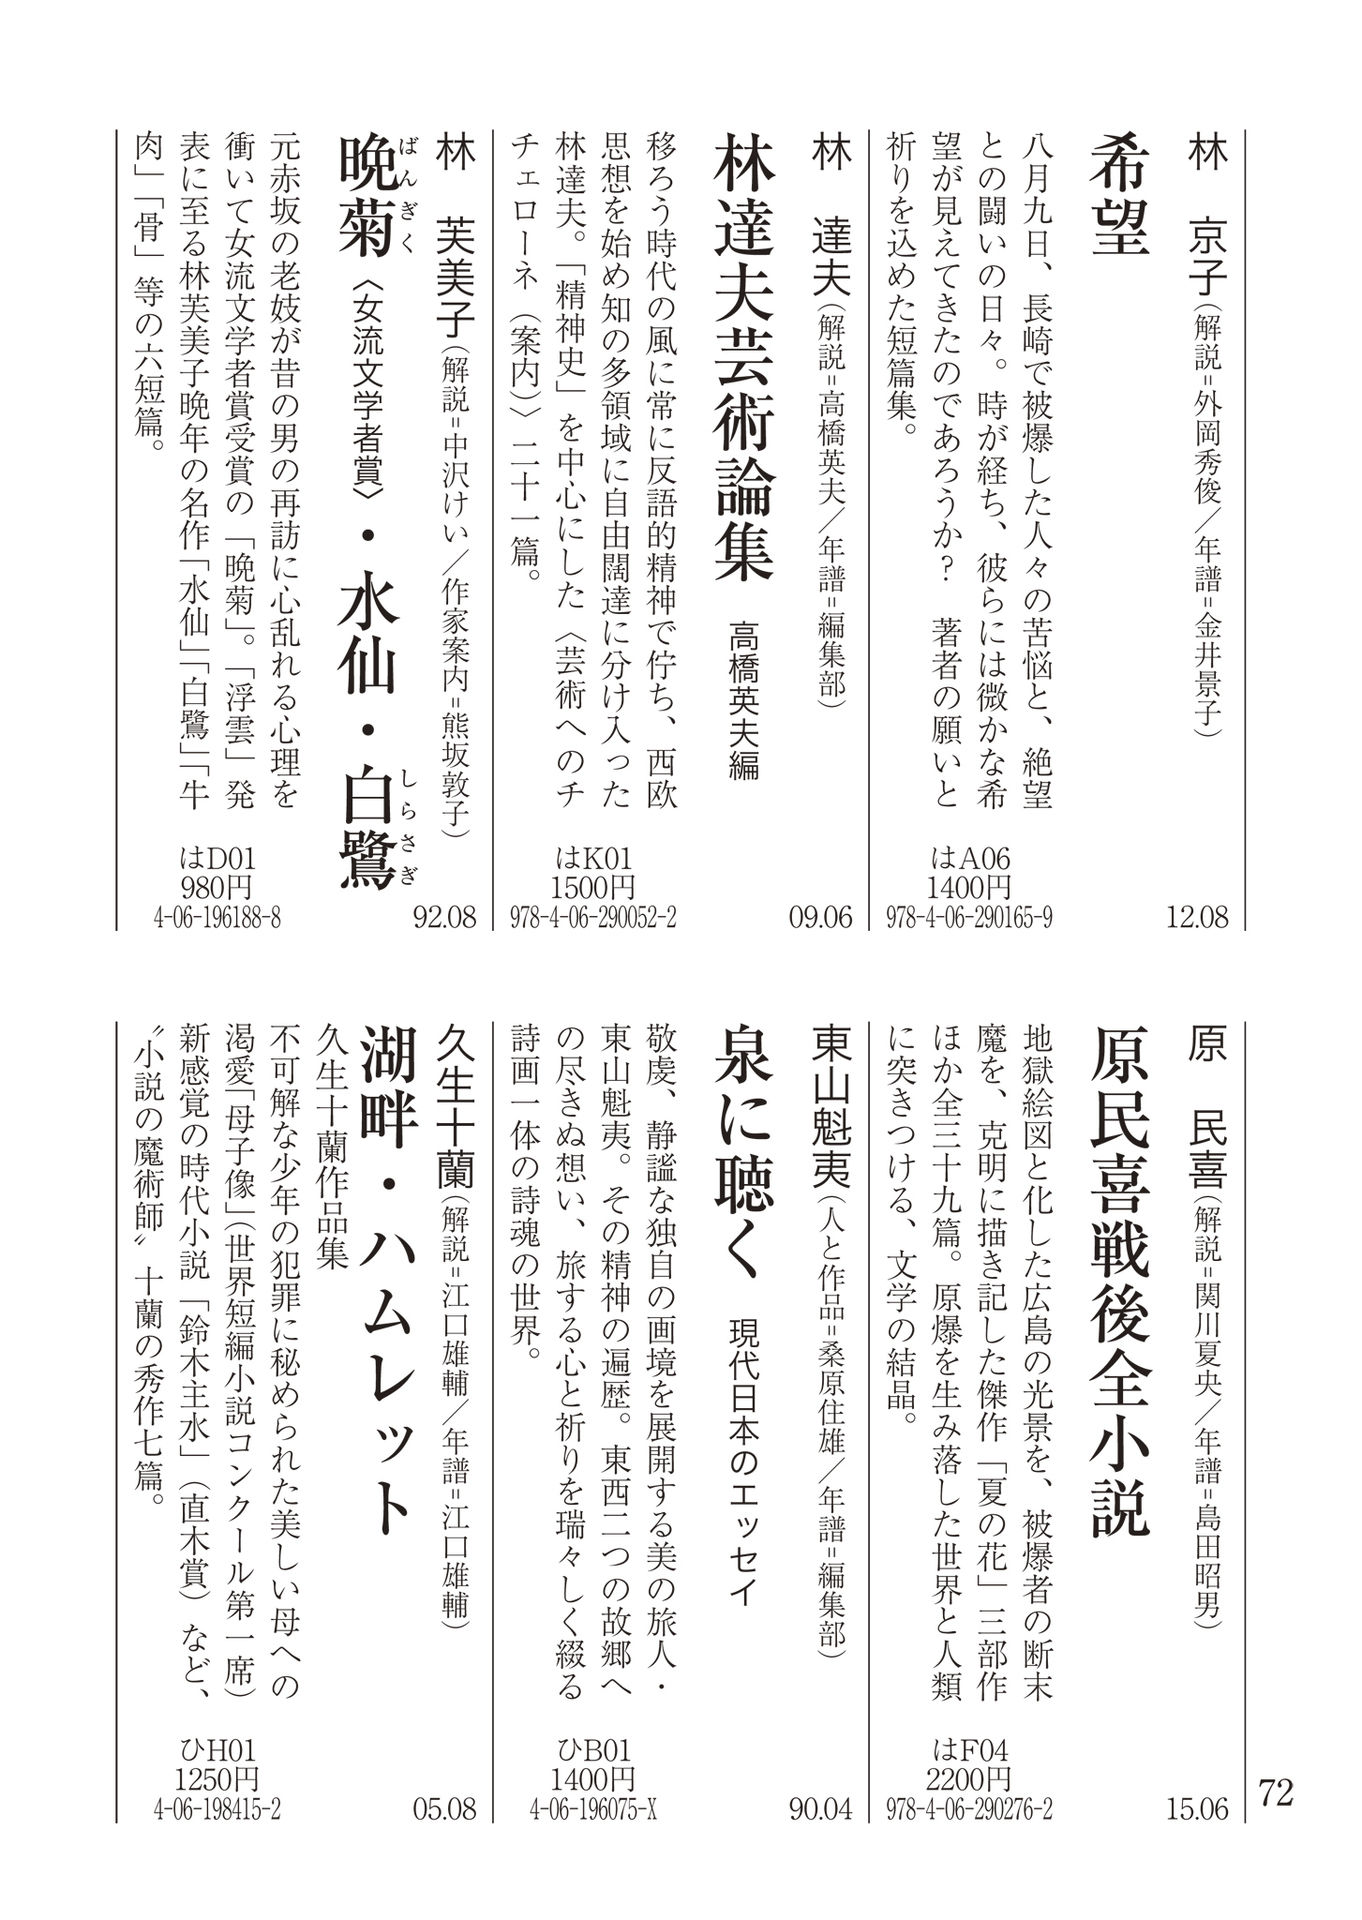 林　京子（解説=外岡秀俊／年譜=金井景子）
希望
八月九日、長崎で被爆した人々の苦悩と、絶望
との闘いの日々。時が経ち、彼らには微かな希
望が見えてきたのであろうか？　著者の願いと
祈りを込めた短篇集。
はA06
1400円
978-4-06-290165-9
12.08
林　達夫（解説=高橋英夫／年譜=編集部）
林達夫芸術論集　高橋英夫編
移ろう時代の風に常に反語的精神で佇ち、西欧
思想を始め知の多領域に自由闊達に分け入った
林達夫。「精神史」を中心にした〈芸術へのチ
チェローネ（案内）〉二十一篇。
はK01
1500円
978-4-06-290052-2
09.06
林　芙美子（解説=中沢けい／作家案内=熊坂敦子）
晩菊〈女流文学者賞〉・水仙・白鷺
ばんぎく
しらさぎ
元赤坂の老妓が昔の男の再訪に心乱れる心理を
衝いて女流文学者賞受賞の「晩菊」。「浮雲」発
表に至る林芙美子晩年の名作「水仙」「白鷺」「牛
肉」「骨」等の六短篇。
はD01
980円
4-06-196188-8
92.08
原　民喜（解説=関川夏央／年譜=島田昭男）
原民喜戦後全小説
地獄絵図と化した広島の光景を、被爆者の断末
魔を、克明に描き記した傑作「夏の花」三部作
ほか全三十九篇。原爆を生み落した世界と人類
に突きつける、文学の結晶。
はF04
2200円
978-4-06-290276-2
15.06
東山魁夷（人と作品=桑原住雄／年譜=編集部）
泉に聴く　現代日本のエッセイ
敬虔、静謐な独自の画境を展開する美の旅人・
東山魁夷。その精神の遍歴。東西二つの故郷へ
の尽きぬ想い、旅する心と祈りを瑞々しく綴る
詩画一体の詩魂の世界。
ひB01
1400円
4-06-196075-X
90.04
久生十蘭（解説=江口雄輔／年譜=江口雄輔）
湖畔・ハムレット
久生十蘭作品集
不可解な少年の犯罪に秘められた美しい母への
渇愛「母子像」（世界短編小説コンクール第一席）
新感覚の時代小説「鈴木主水」（直木賞）など、
〝小説の魔術師〟十蘭の秀作七篇。
ひH01
1250円
4-06-198415-2
05.08
72